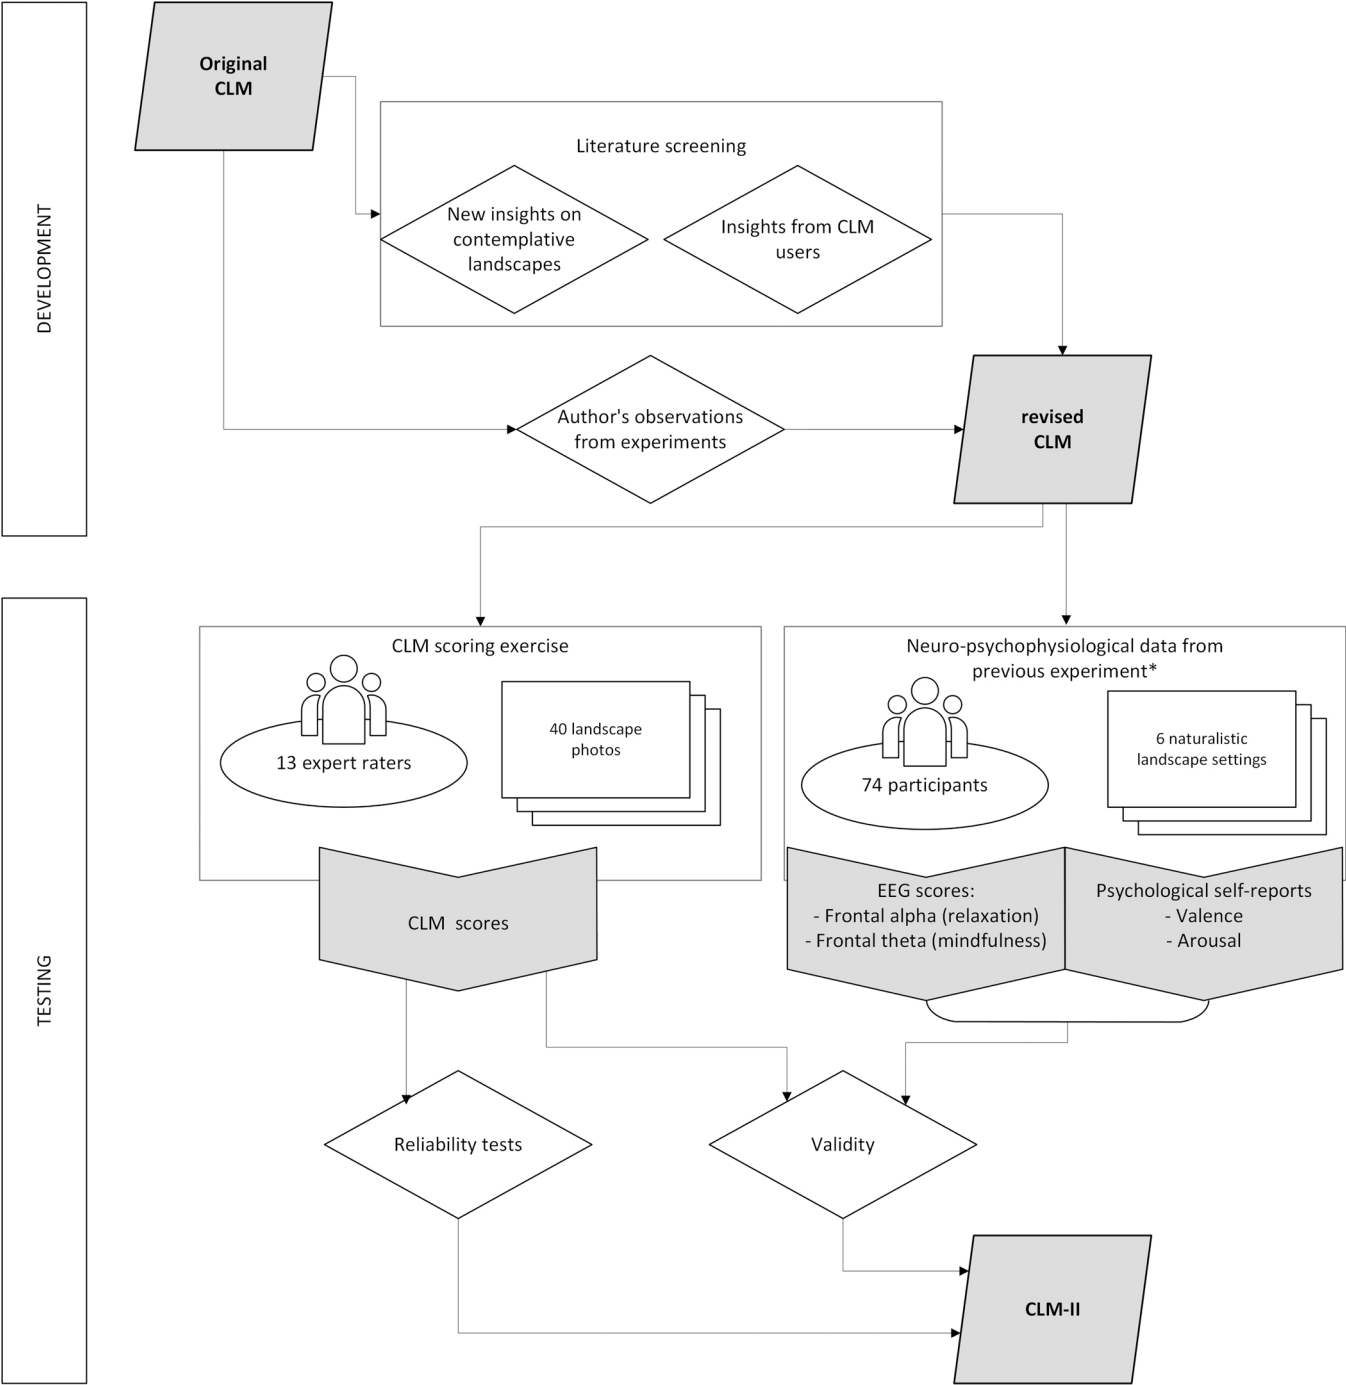 DEVELOPMENT
Original
CLM
Literature screening
New insights on
contemplative
landscapes
Insights from CLM
users
Author's observations
from experiments
revised
CLM
TESTING
CLM scoring exercise
13 expert raters
40 landscape
photos
Neuro-psychophysiological data from
previous experiment*
74 participants
6 naturalistic
landscape settings
CLM scores
EEG scores:
- Frontal alpha (relaxation)
- Frontal theta (mindfulness)
Psychological self-reports
- Valence
- Arousal
Reliability tests
Validity
CLM-II